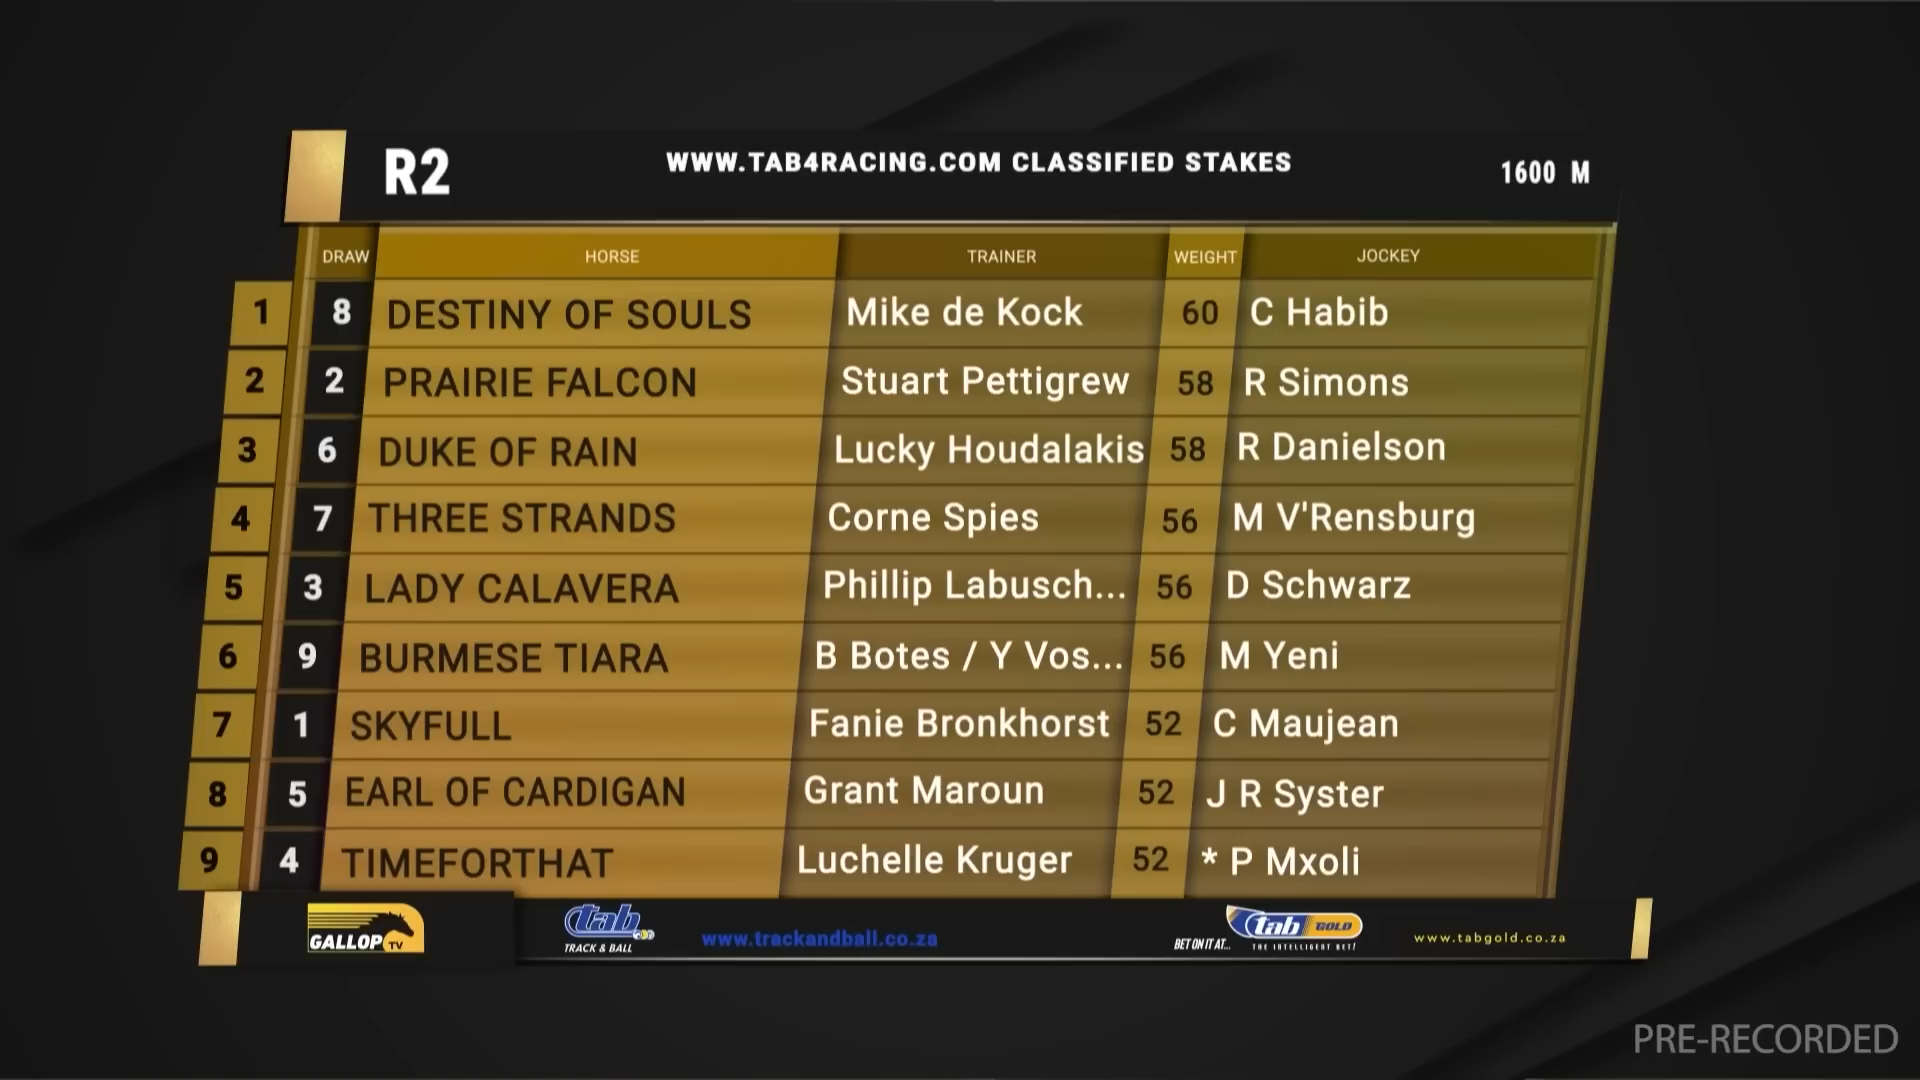 R2 WWW.TAB4RACING.COM CLASSIFIED STAKES 1600 M
DRAW HORSE TRAINER WEIGHT JOCKEY
1 8 DESTINY OF SOULS Mike de Kock 60 C Habib
2 2 PRAIRIE FALCON Stuart Pettigrew 58 R Simons
3 6 DUKE OF RAIN Lucky Houdalakis 58 R Danielson
4 7 THREE STRANDS Corne Spies 56 M V'Rensburg
5 3 LADY CALAVERA Phillip Labusch... 56 D Schwarz
6 9 BURMESE TIARA B Botes / Y Vos... 56 M Yeni
7 1 SKYFULL Fanie Bronkhorst 52 C Maujean
8 5 EARL OF CARDIGAN Grant Maroun 52 J R Syster
9 4 TIMEFORTHAT Luchelle Kruger 52 * P Mxoli
GALLOP TV
tab
TRACK & BALL
www.trackandball.co.za
BET ON IT AT...
tab GOLD
THE INTELLIGENT BET!
www.tabgold.co.za
PRE-RECORDED